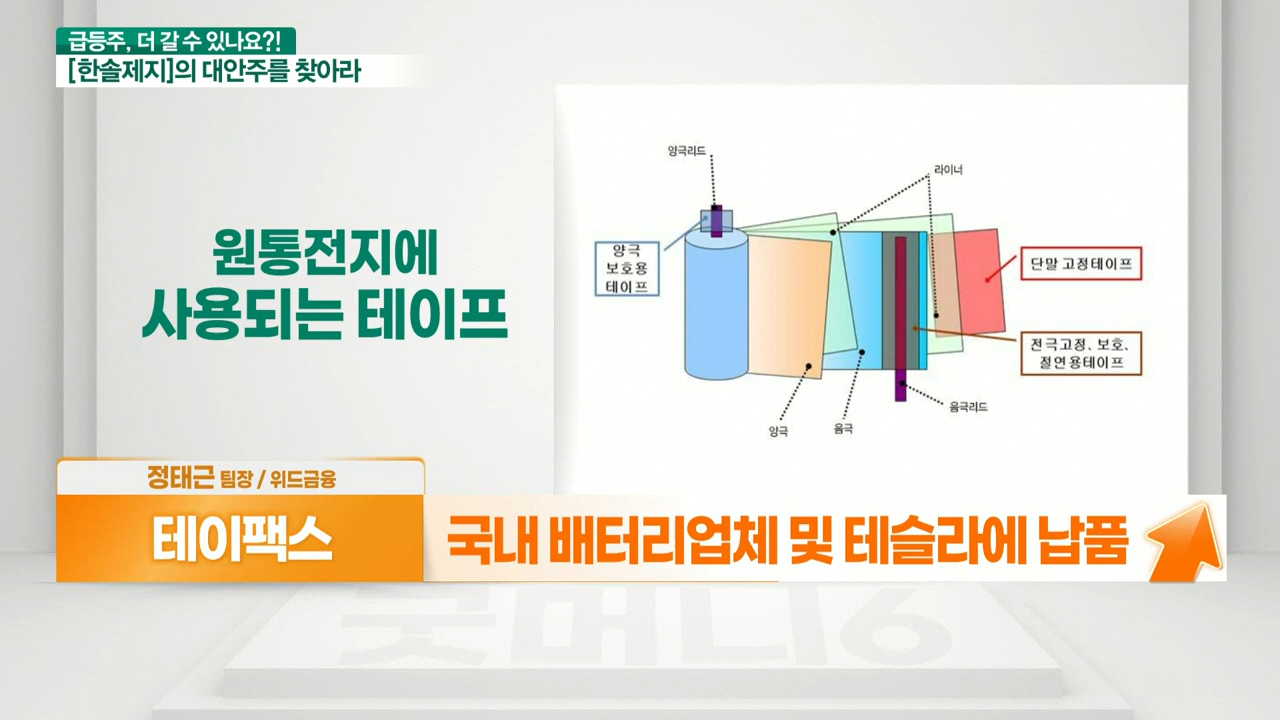 급등주, 더 갈 수 있나요?!
[한솔제지]의 대안주를 찾아라
원통전지에
사용되는 테이프
양극리드
라이너
양극
보호용
테이프
단말 고정테이프
전극고정、보호、
절연용테이프
음극리드
양극
음극
정태근 팀장 / 위드금융
테이팩스
국내 배터리업체 및 테슬라에 납품
굿머니6